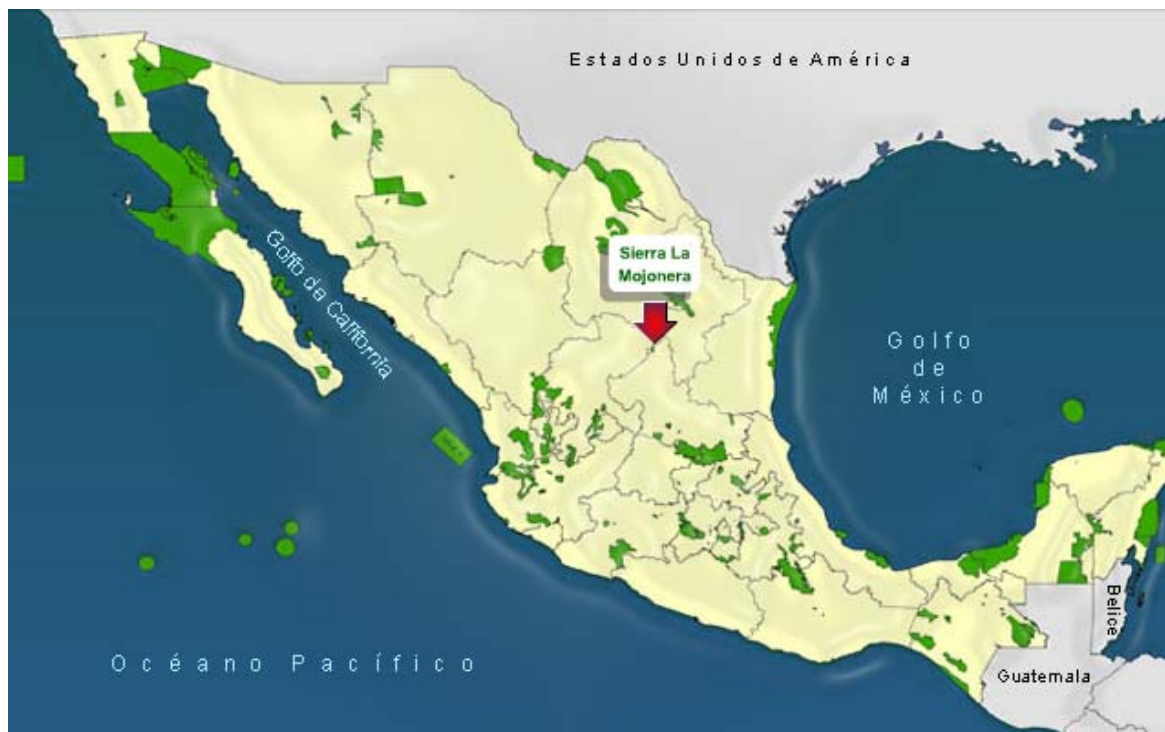 Estados Unidos de América
Sierra La
Mojonera
Golfo de California
Golfo
de
México
Belice
Océano Pacífico
Guatemala